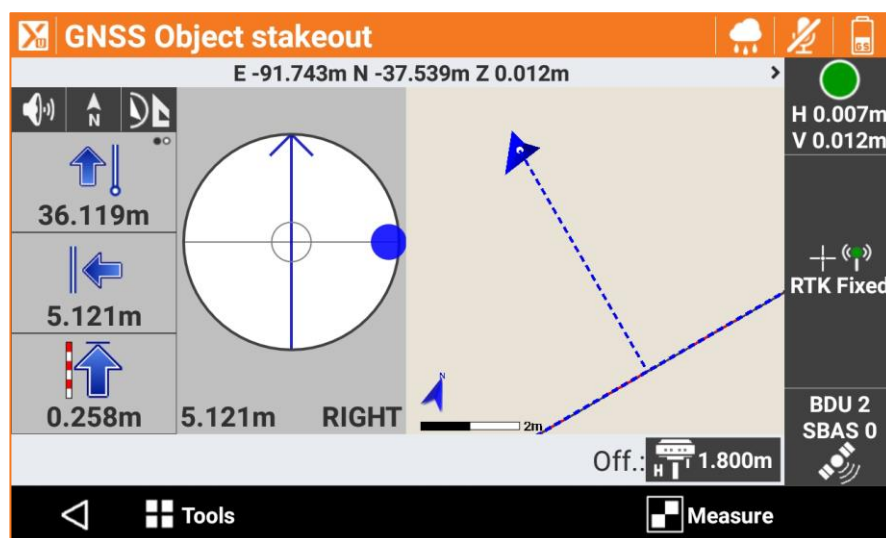 GNSS Object stakeout
E -91.743m N -37.539m Z 0.012m
N
H 0.007m
V 0.012m
36.119m
5.121m
0.258m
5.121m RIGHT
N
2m
RTK Fixed
BDU 2
SBAS 0
Off.: H 1.800m
Tools
Measure
GS